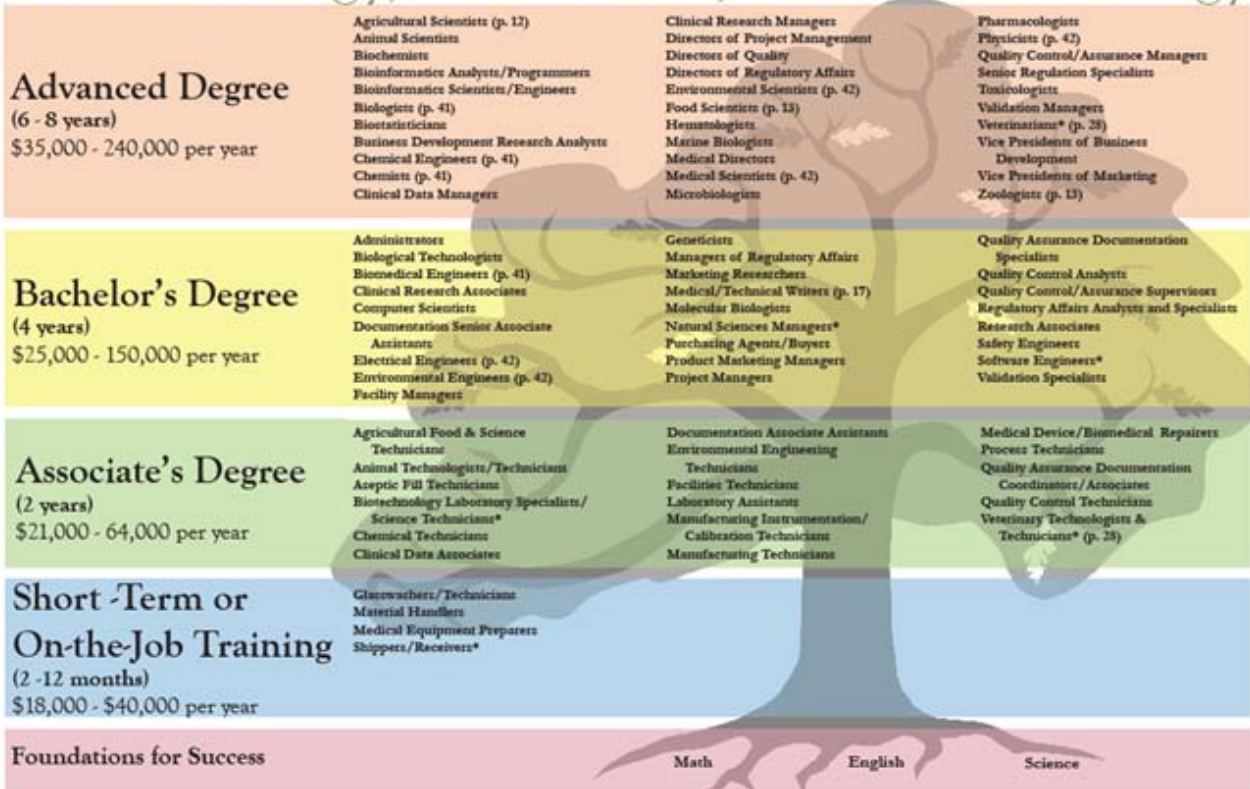 Advanced Degree
(6 - 8 years)
$35,000 - 240,000 per year
Agricultural Scientists (p. 12)
Animal Scientists
Biochemists
Bioinformatics Analysts/Programmers
Bioinformatics Scientists/Engineers
Biologists (p. 41)
Biostatisticians
Business Development Research Analysts
Chemical Engineers (p. 41)
Chemists (p. 41)
Clinical Data Managers
Clinical Research Managers
Directors of Project Management
Directors of Quality
Directors of Regulatory Affairs
Environmental Scientists (p. 42)
Food Scientists (p. 13)
Hematologists
Marine Biologists
Medical Directors
Medical Scientists (p. 42)
Microbiologists
Pharmacologists
Physicists (p. 42)
Quality Control/Assurance Managers
Senior Regulation Specialists
Toxicologists
Validation Managers
Veterinarians* (p. 28)
Vice Presidents of Business
Development
Vice Presidents of Marketing
Zoologists (p. 13)
Bachelor's Degree
(4 years)
$25,000 - 150,000 per year
Administrators
Biological Technologists
Biomedical Engineers (p. 41)
Clinical Research Associates
Computer Scientists
Documentation Senior Associate
Assistants
Electrical Engineers (p. 42)
Environmental Engineers (p. 42)
Facility Managers
Geneticists
Managers of Regulatory Affairs
Marketing Researchers
Medical/Technical Writers (p. 17)
Molecular Biologists
Natural Sciences Managers*
Purchasing Agents/Buyers
Product Marketing Managers
Project Managers
Quality Assurance Documentation
Specialists
Quality Control Analysts
Quality Control/Assurance Supervisors
Regulatory Affairs Analysts and Specialists
Research Associates
Safety Engineers
Software Engineers*
Validation Specialists
Associate's Degree
(2 years)
$21,000 - 64,000 per year
Agricultural Food & Science
Technicians
Animal Technologists/Technicians
Aseptic Fill Technicians
Biotechnology Laboratory Specialists/
Science Technicians*
Chemical Technicians
Clinical Data Associates
Documentation Associate Assistants
Environmental Engineering
Technicians
Facilities Technicians
Laboratory Assistants
Manufacturing Instrumentation/
Calibration Technicians
Manufacturing Technicians
Medical Device/Biomedical Repairers
Process Technicians
Quality Assurance Documentation
Coordinators/Associates
Quality Control Technicians
Veterinary Technologists &
Technicians* (p. 28)
Short -Term or
On-the-Job Training
(2 -12 months)
$18,000 - $40,000 per year
Glasswashers/Technicians
Material Handlers
Medical Equipment Preparers
Shippers/Receivers*
Foundations for Success
Math English Science